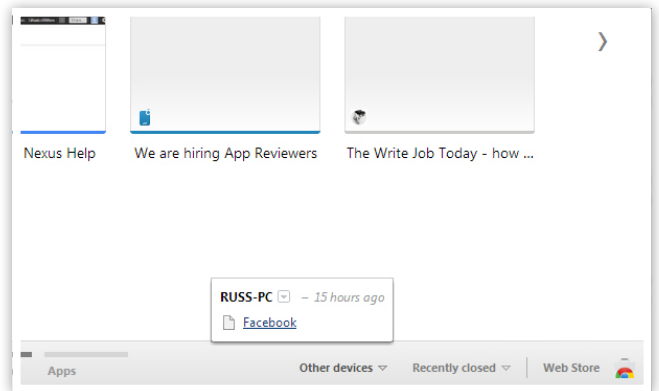 Nexus Help
We are hiring App Reviewers
The Write Job Today - how ...
RUSS-PC – 15 hours ago
Facebook
Apps
Other devices
Recently closed
Web Store